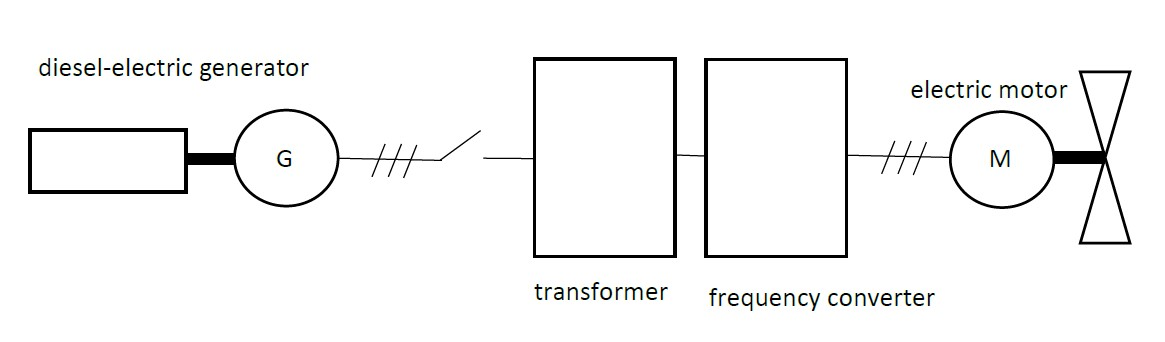 diesel-electric generator
G
transformer
frequency converter
electric motor
M